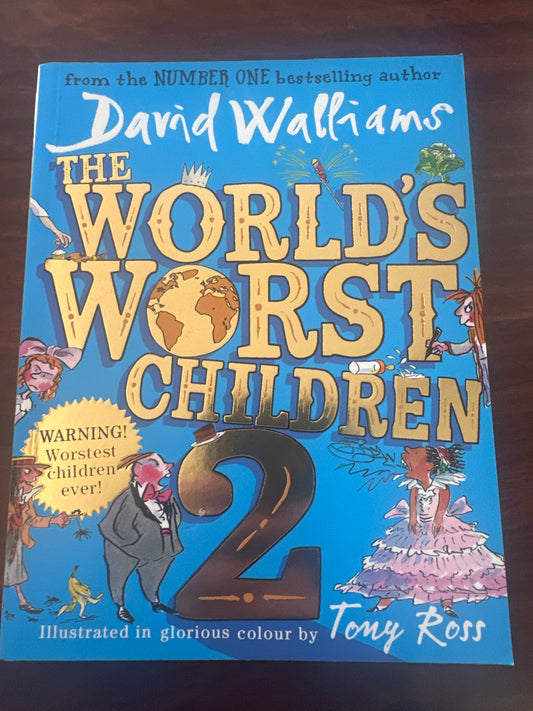 from the NUMBER ONE bestselling author
David Walliams
THE
WORLD'S
WORST
CHILDREN
2
WARNING!
Worstest
children
ever!
Illustrated in glorious colour by Tony Ross